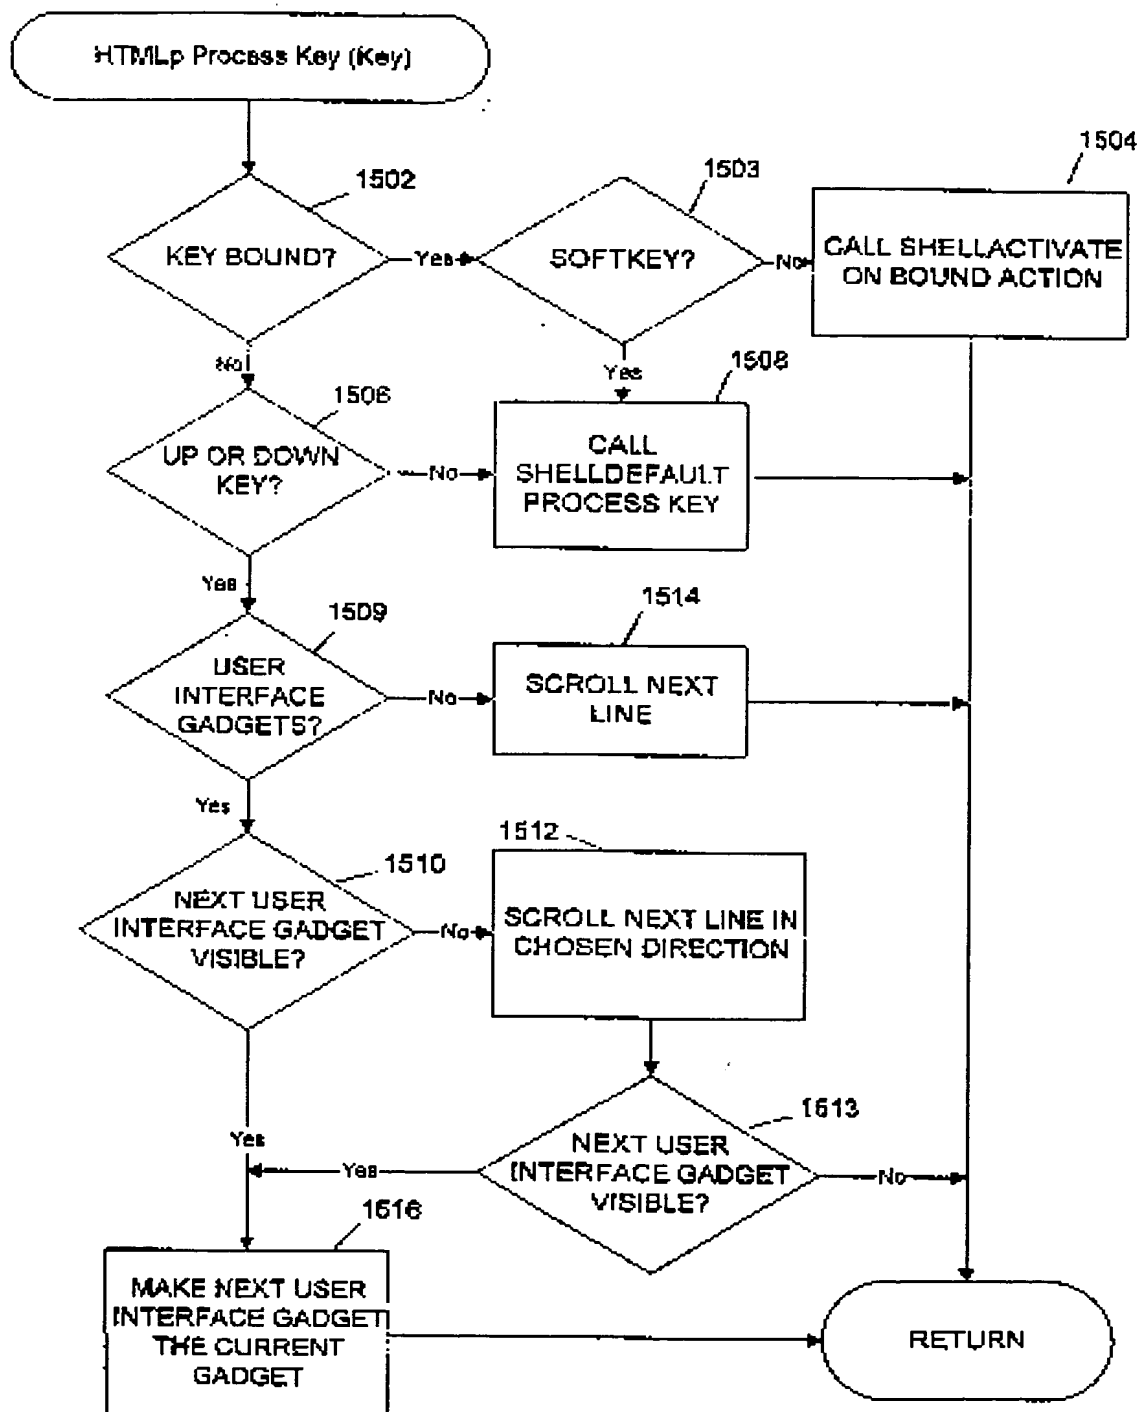 HTMLp Process Key (Key)
1502
1503
1504
KEY BOUND?
Yes
SOFTKEY?
No
CALL SHELLACTIVATE
ON BOUND ACTION
No
Yes
1506
1508
UP OR DOWN
KEY?
No
CALL
SHELLDEFAULT
PROCESS KEY
Yes
1509
1514
USER
INTERFACE
GADGETS?
No
SCROLL NEXT
LINE
Yes
1510
1512
NEXT USER
INTERFACE GADGET
VISIBLE?
No
SCROLL NEXT LINE IN
CHOSEN DIRECTION
1513
Yes
NEXT USER
INTERFACE GADGET
VISIBLE?
Yes
No
1516
MAKE NEXT USER
INTERFACE GADGET
THE CURRENT
GADGET
RETURN